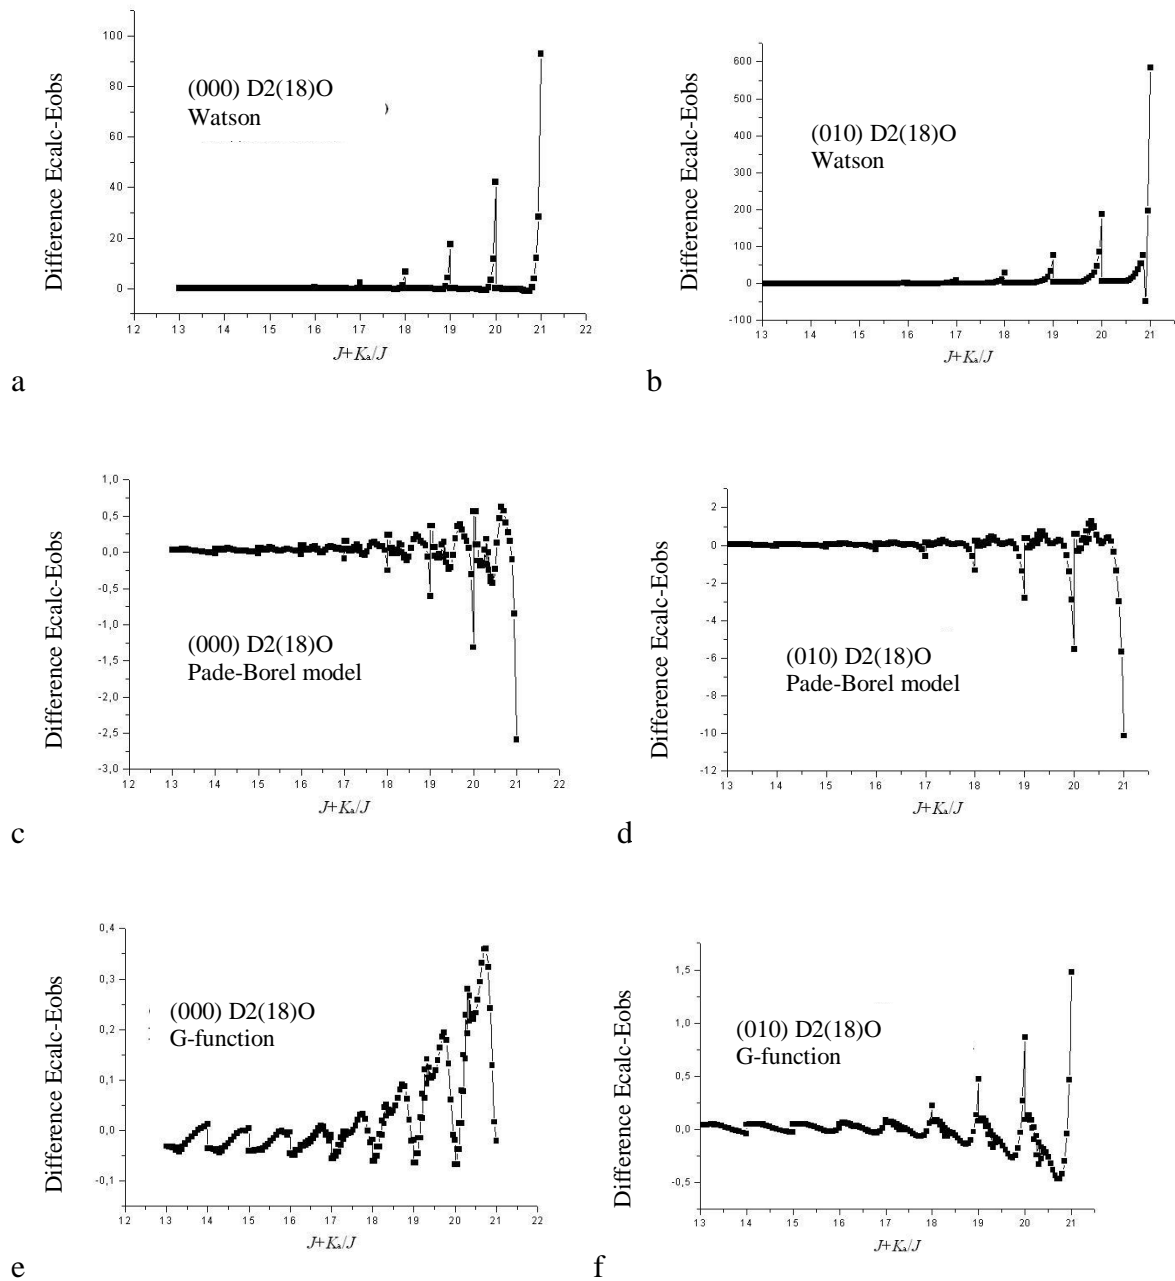 Difference Ecalc-Eobs
100
80
60
40
20
0
(000) D2(18)O
Watson
)
12 13 14 15 16 17 18 19 20 21 22
J+Ka/J
a
Difference Ecalc-Eobs
600
500
400
300
200
100
0
-100
(010) D2(18)O
Watson
13 14 15 16 17 18 19 20 21
J+Ka/J
b
Difference Ecalc-Eobs
1,0
0,5
0,0
-0,5
-1,0
-1,5
-2,0
-2,5
-3,0
(000) D2(18)O
Pade-Borel model
12 13 14 15 16 17 18 19 20 21 22
J+Ka/J
c
Difference Ecalc-Eobs
2
0
-2
-4
-6
-8
-10
-12
(010) D2(18)O
Pade-Borel model
13 14 15 16 17 18 19 20 21
J+Ka/J
d
Difference Ecalc-Eobs
0,4
0,3
0,2
0,1
0,0
-0,1
(000) D2(18)O
G-function
12 13 14 15 16 17 18 19 20 21 22
J+Ka/J
e
Difference Ecalc-Eobs
1,5
1,0
0,5
0,0
-0,5
(010) D2(18)O
G-function
13 14 15 16 17 18 19 20 21
J+Ka/J
f